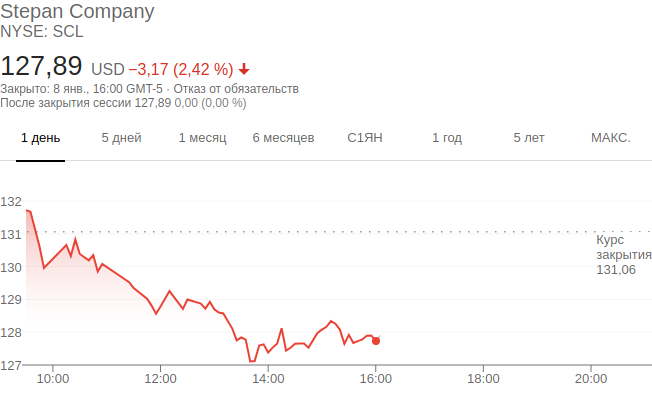 Stepan Company
NYSE: SCL
127,89 USD −3,17 (2,42 %)
Закрыто: 8 янв., 16:00 GMT-5 · Отказ от обязательств
После закрытия сессии 127,89 0,00 (0,00 %)
1 день 5 дней 1 месяц 6 месяцев С1ЯН 1 год 5 лет МАКС.
132
131
130
129
128
127
Курс
закрытия
131,06
10:00 12:00 14:00 16:00 18:00 20:00